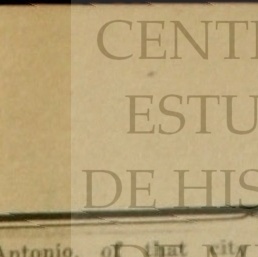 CENT
ESTU
DE HIS
Antonio, of that city